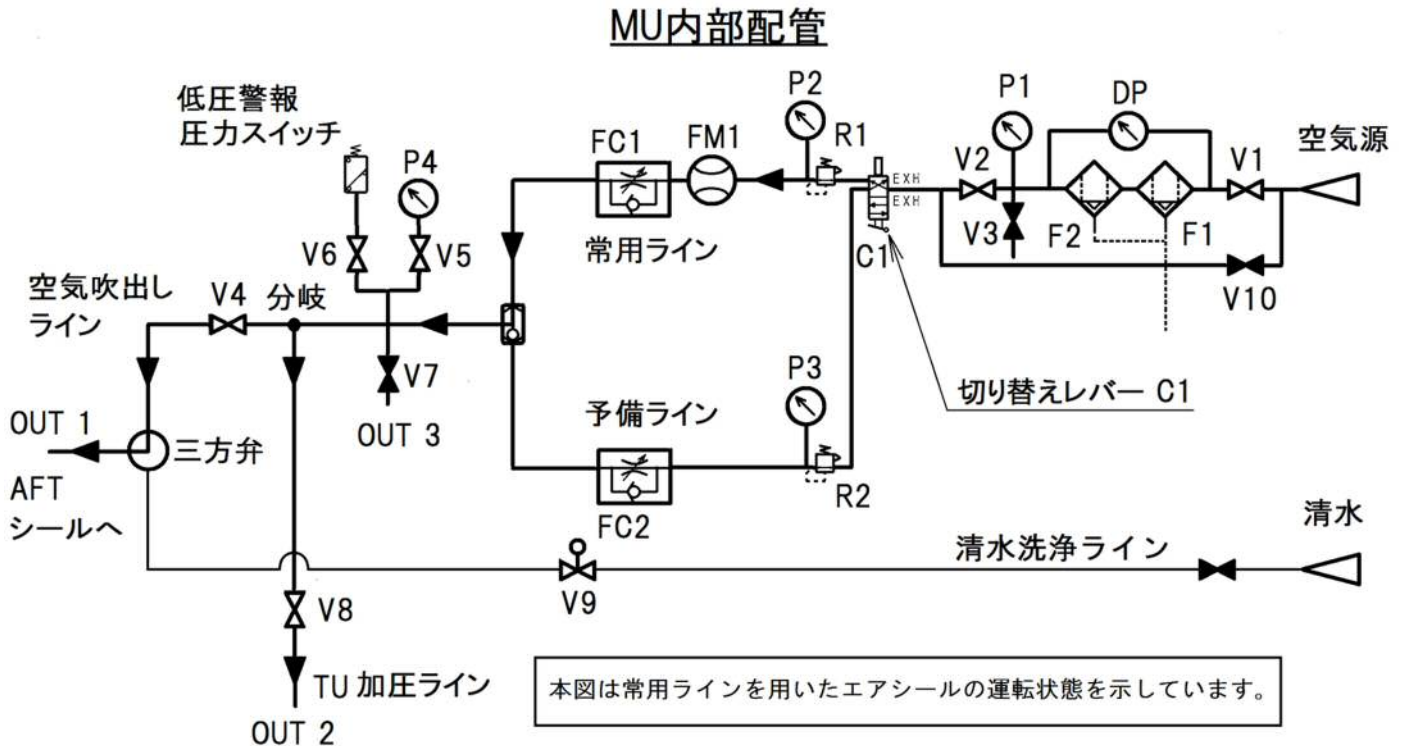 MU内部配管
低圧警報
圧力スイッチ
P4
V6
V5
FC1
FM1
P2
R1
EXH
EXH
C1
常用ライン
V2
P1
V3
DP
F2
F1
V1
空気源
V10
空気吹出し
ライン
V4
分岐
V7
OUT 3
OUT 1
三方弁
AFT
シールへ
予備ライン
P3
FC2
R2
切り替えレバー C1
清水
清水洗浄ライン
V9
V8
TU 加圧ライン
OUT 2
本図は常用ラインを用いたエアシールの運転状態を示しています。